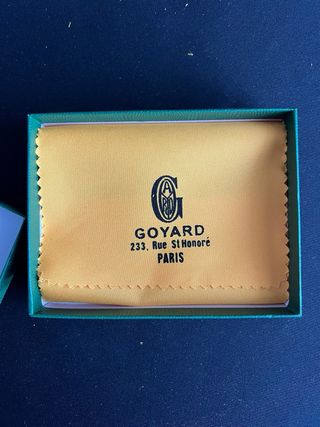 GOYARD
233, Rue St Honoré
PARIS